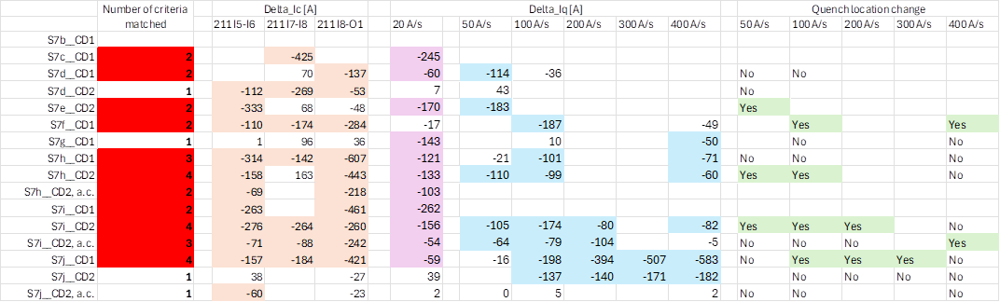 Number of criteria matched Delta_Ic [A] Delta_Iq [A] Quench location change
211 I5-I6 211 I7-I8 211 I8-O1 20 A/s 50 A/s 100 A/s 200 A/s 300 A/s 400 A/s 50 A/s 100 A/s 200 A/s 300 A/s 400 A/s
S7b__CD1
S7c__CD1 2 -425 -245
S7d__CD1 2 70 -137 -60 -114 -36 No No
S7d__CD2 1 -112 -269 -53 7 43 No
S7e__CD2 2 -333 68 -48 -170 -183 Yes
S7f__CD1 2 -110 -174 -284 -17 -187 -49 Yes Yes
S7g__CD1 1 1 96 36 -143 10 -50 No No
S7h__CD1 3 -314 -142 -607 -121 -21 -101 -71 No No No
S7h__CD2 4 -158 163 -443 -133 -110 -99 -60 Yes Yes No
S7h__CD2, a.c. 2 -69 -218 -103
S7i__CD1 2 -263 -461 -262
S7i__CD2 4 -276 -264 -260 -156 -105 -174 -80 -82 Yes Yes Yes No
S7i__CD2, a.c. 3 -71 -88 -242 -54 -64 -79 -104 -5 No No No Yes
S7j__CD1 4 -157 -184 -421 -59 -16 -198 -394 -507 -583 No Yes Yes Yes No
S7j__CD2 1 38 -27 39 -137 -140 -171 -182 No No No No
S7j__CD2, a.c. 1 -60 -23 2 0 5 2 No No No